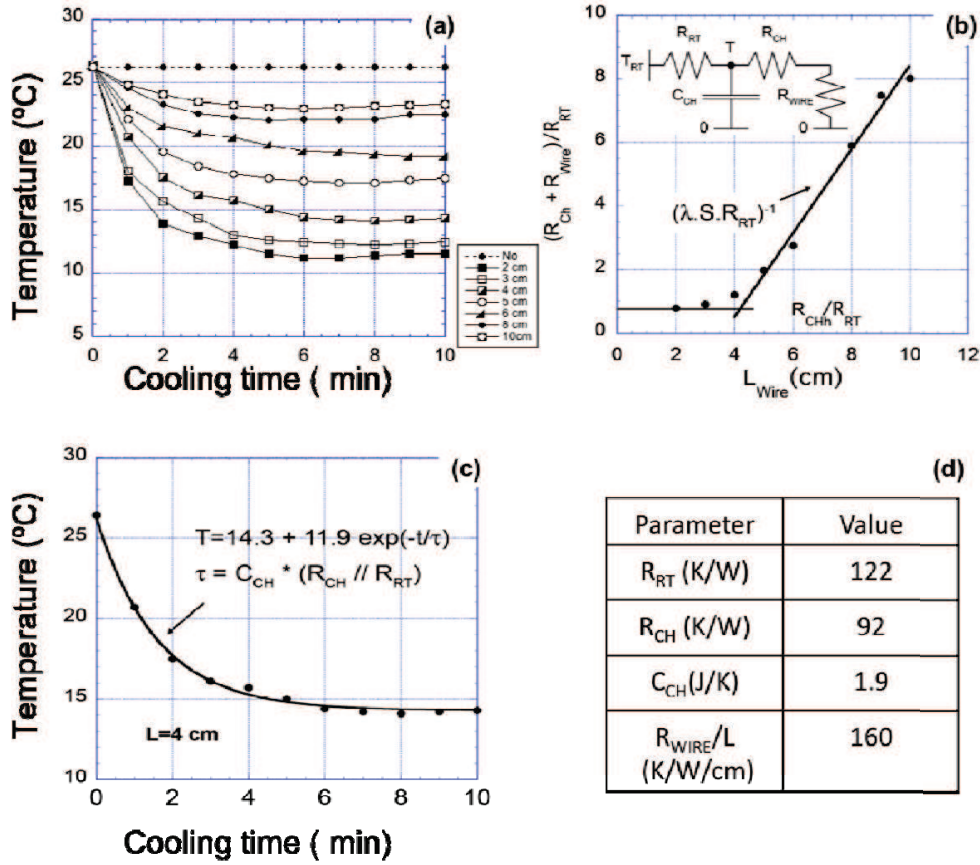 (a)
Temperature (ºC)
30
25
20
15
10
5
0
2
4
6
8
10
Cooling time ( min)
No
2 cm
3 cm
4 cm
5 cm
6 cm
8 cm
10cm
(b)
(R_Ch + R_Wire)/R_RT
10
8
6
4
2
0
0
2
4
6
8
10
12
L_Wire (cm)
R_RT
T
R_CH
T_RT
C_CH
R_WIRE
0
0
(λ.S.R_RT)^-1
R_CHh/R_RT
(c)
Temperature (ºC)
30
25
20
15
10
0
2
4
6
8
10
Cooling time ( min)
T=14.3 + 11.9 exp(-t/τ)
τ = C_CH * (R_CH // R_RT)
L=4 cm
(d)
Parameter Value
R_RT (K/W) 122
R_CH (K/W) 92
C_CH(J/K) 1.9
R_WIRE/L 160
(K/W/cm)